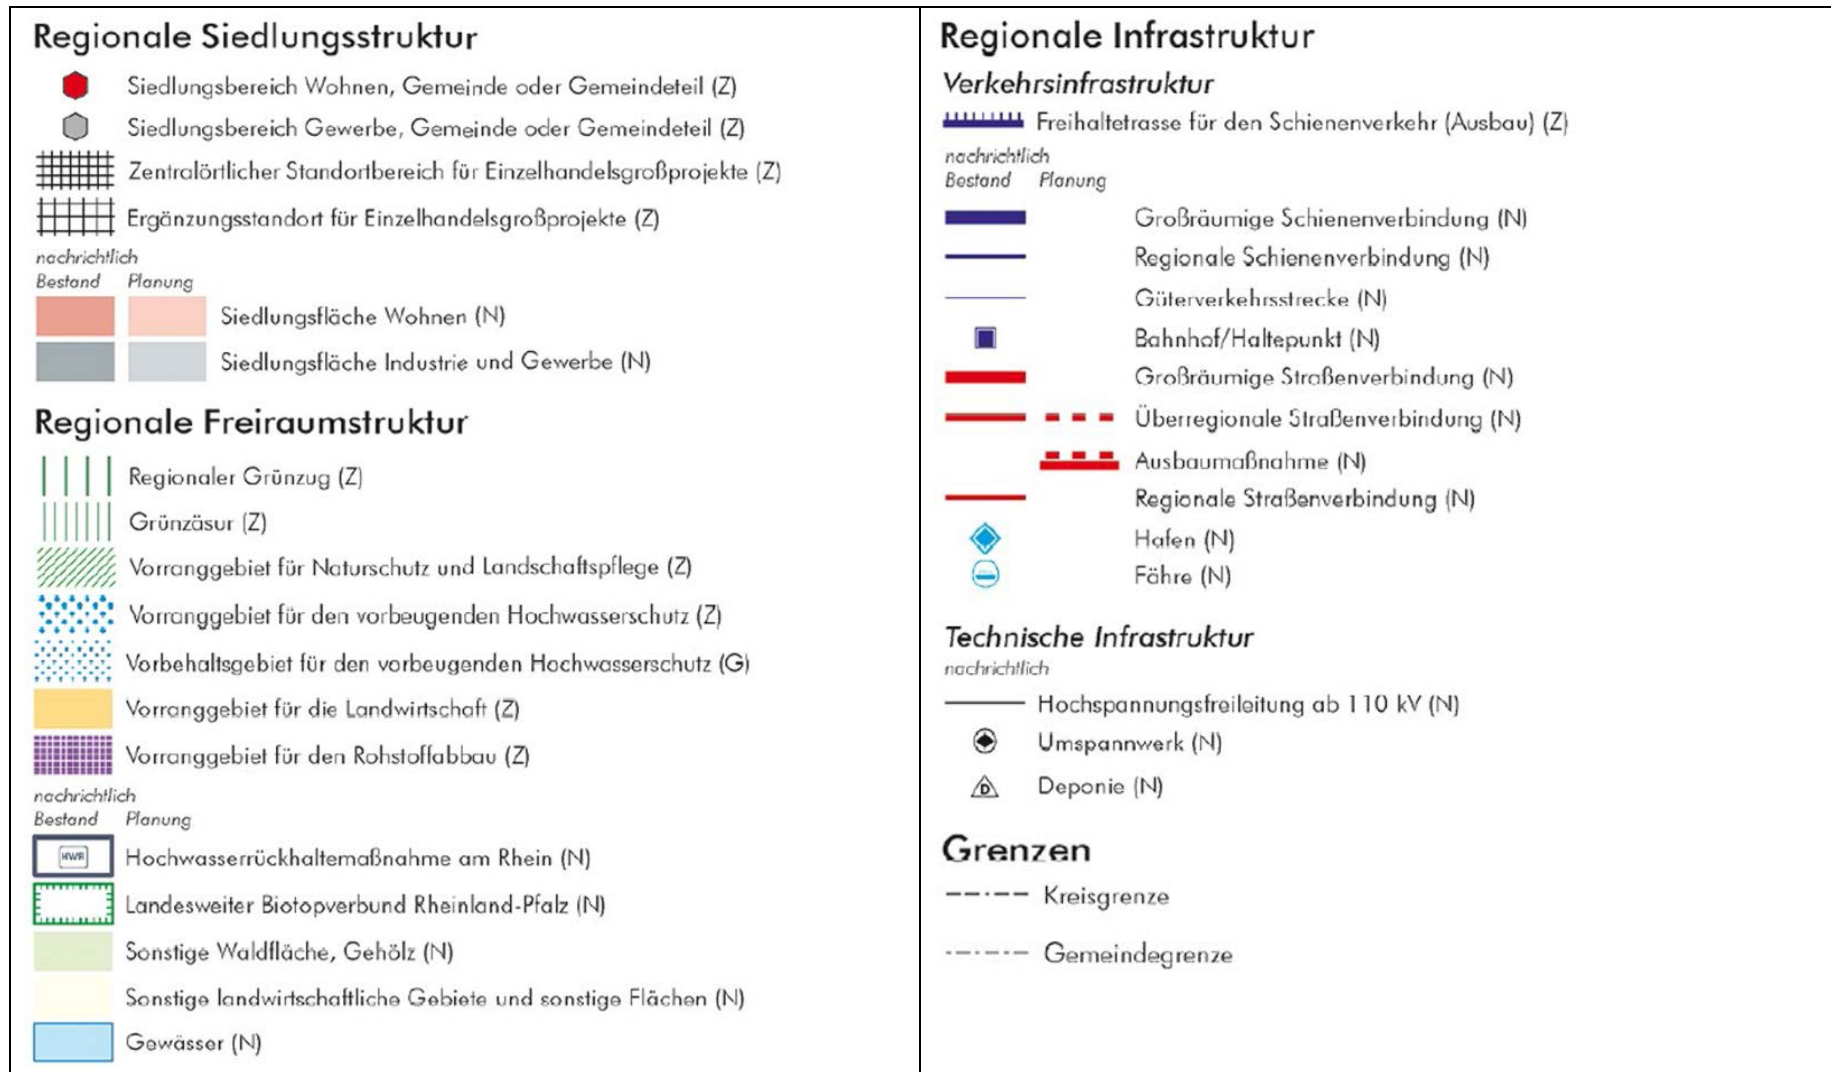 Regionale Siedlungsstruktur
Siedlungsbereich Wohnen, Gemeinde oder Gemeindeteil (Z)
Siedlungsbereich Gewerbe, Gemeinde oder Gemeindeteil (Z)
Zentralörtlicher Standortbereich für Einzelhandelsgroßprojekte (Z)
Ergänzungsstandort für Einzelhandelsgroßprojekte (Z)
nachrichtlich
Bestand Planung
Siedlungsfläche Wohnen (N)
Siedlungsfläche Industrie und Gewerbe (N)
Regionale Freiraumstruktur
Regionaler Grünzug (Z)
Grünzäsur (Z)
Vorranggebiet für Naturschutz und Landschaftspflege (Z)
Vorranggebiet für den vorbeugenden Hochwasserschutz (Z)
Vorbehaltsgebiet für den vorbeugenden Hochwasserschutz (G)
Vorranggebiet für die Landwirtschaft (Z)
Vorranggebiet für den Rohstoffabbau (Z)
nachrichtlich
Bestand Planung
HWR Hochwasserrückhaltemaßnahme am Rhein (N)
Landesweiter Biotopverbund Rheinland-Pfalz (N)
Sonstige Waldfläche, Gehölz (N)
Sonstige landwirtschaftliche Gebiete und sonstige Flächen (N)
Gewässer (N)
Regionale Infrastruktur
Verkehrsinfrastruktur
Freihaltetrasse für den Schienenverkehr (Ausbau) (Z)
nachrichtlich
Bestand Planung
Großräumige Schienenverbindung (N)
Regionale Schienenverbindung (N)
Güterverkehrsstrecke (N)
Bahnhof/Haltepunkt (N)
Großräumige Straßenverbindung (N)
Überregionale Straßenverbindung (N)
Ausbaumaßnahme (N)
Regionale Straßenverbindung (N)
Hafen (N)
Fähre (N)
Technische Infrastruktur
nachrichtlich
Hochspannungsfreileitung ab 110 kV (N)
Umspannwerk (N)
D Deponie (N)
Grenzen
Kreisgrenze
Gemeindegrenze